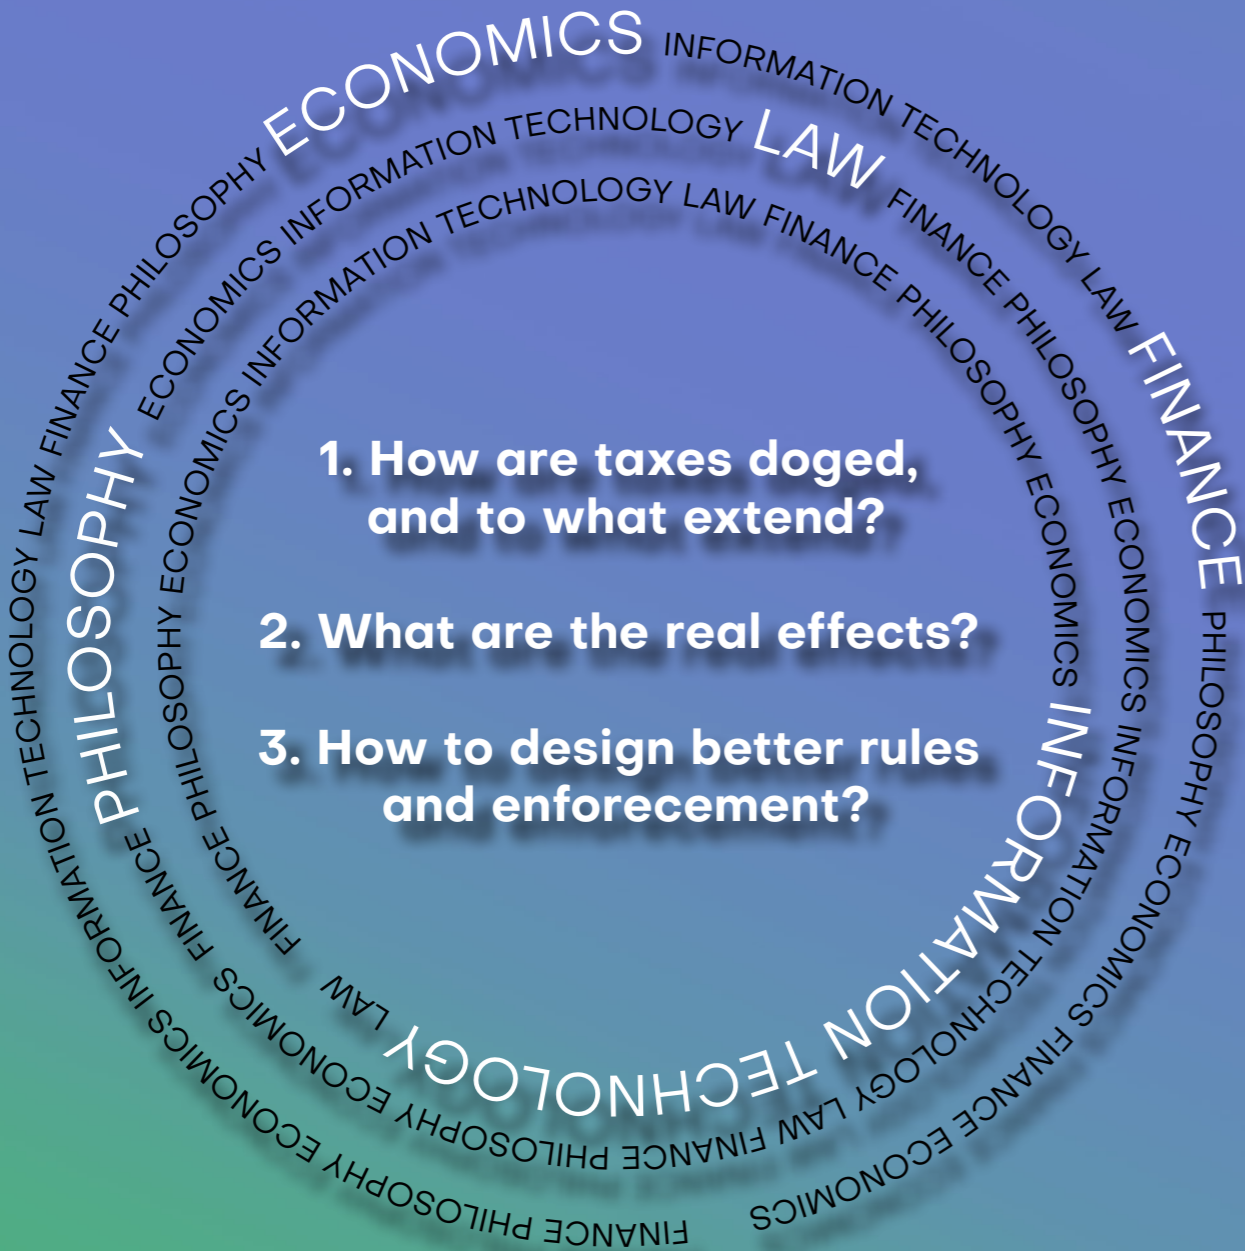 ECONOMICS INFORMATION TECHNOLOGY LAW FINANCE PHILOSOPHY ECONOMICS FINANCE ECONOMICS
FINANCE PHILOSOPHY ECONOMICS INFORMATION TECHNOLOGY LAW FINANCE PHILOSOPHY
ECONOMICS INFORMATION TECHNOLOGY LAW FINANCE PHILOSOPHY ECONOMICS INFORMATION TECHNOLOGY LAW FINANCE PHILOSOPHY ECONOMICS FINANCE FINANCE PHILOSOPHY
ECONOMICS INFORMATION TECHNOLOGY LAW FINANCE PHILOSOPHY ECONOMICS INFORMATION TECHNOLOGY LAW
FINANCE PHILOSOPHY
1. How are taxes doged,
and to what extend?
2. What are the real effects?
3. How to design better rules
and enforecement?